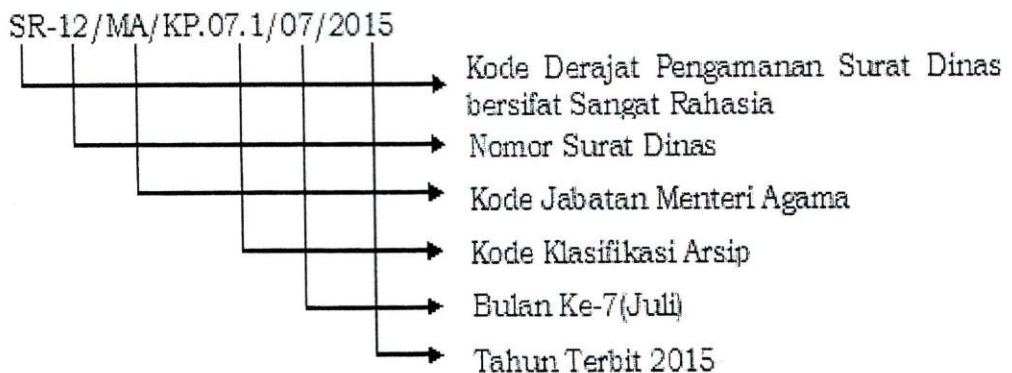 SR-12/MA/KP.07.1/07/2015
Kode Derajat Pengamanan Surat Dinas
bersifat Sangat Rahasia
Nomor Surat Dinas
Kode Jabatan Menteri Agama
Kode Klasifikasi Arsip
Bulan Ke-7(Juli)
Tahun Terbit 2015